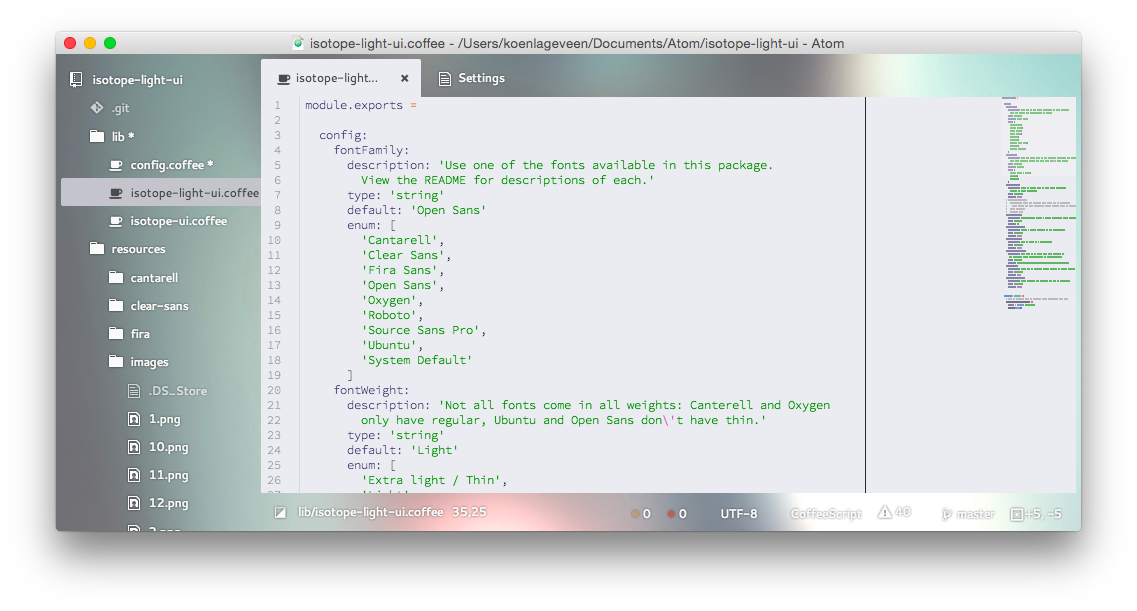 isotope-light-ui.coffee - /Users/koenlageveen/Documents/Atom/isotope-light-ui - Atom
isotope-light-ui
.git
lib *
config.coffee *
isotope-light-ui.coffee
isotope-ui.coffee
resources
cantarell
clear-sans
fira
images
.DS_Store
1.png
10.png
11.png
12.png
isotope-light... ×
Settings
1 module.exports =
2
3 config:
4 fontFamily:
5 description: 'Use one of the fonts available in this package.
6 View the README for descriptions of each.'
7 type: 'string'
8 default: 'Open Sans'
9 enum: [
10 'Cantarell',
11 'Clear Sans',
12 'Fira Sans',
13 'Open Sans',
14 'Oxygen',
15 'Roboto',
16 'Source Sans Pro',
17 'Ubuntu',
18 'System Default'
19 ]
20 fontWeight:
21 description: 'Not all fonts come in all weights: Canterell and Oxygen
22 only have regular, Ubuntu and Open Sans don\'t have thin.'
23 type: 'string'
24 default: 'Light'
25 enum: [
26 'Extra light / Thin',
lib/isotope-light-ui.coffee 35,25
0 0 UTF-8 CoffeeScript 40 master +5, -5